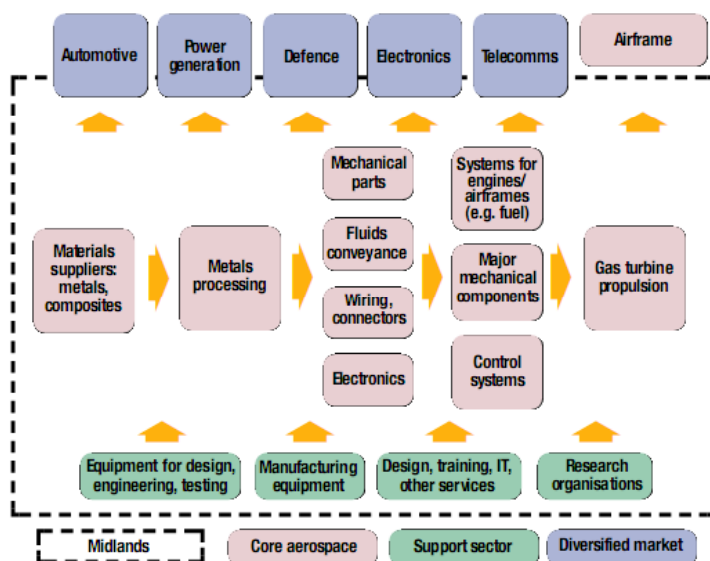 Automotive
Power
generation
Defence
Electronics
Telecomms
Airframe
Mechanical
parts
Systems for
engines/
airframes
(e.g. fuel)
Materials
suppliers:
metals,
composites
Metals
processing
Fluids
conveyance
Major
mechanical
components
Gas turbine
propulsion
Wiring,
connectors
Electronics
Control
systems
Equipment for design,
engineering, testing
Manufacturing
equipment
Design, training, IT,
other services
Research
organisations
Midlands
Core aerospace
Support sector
Diversified market